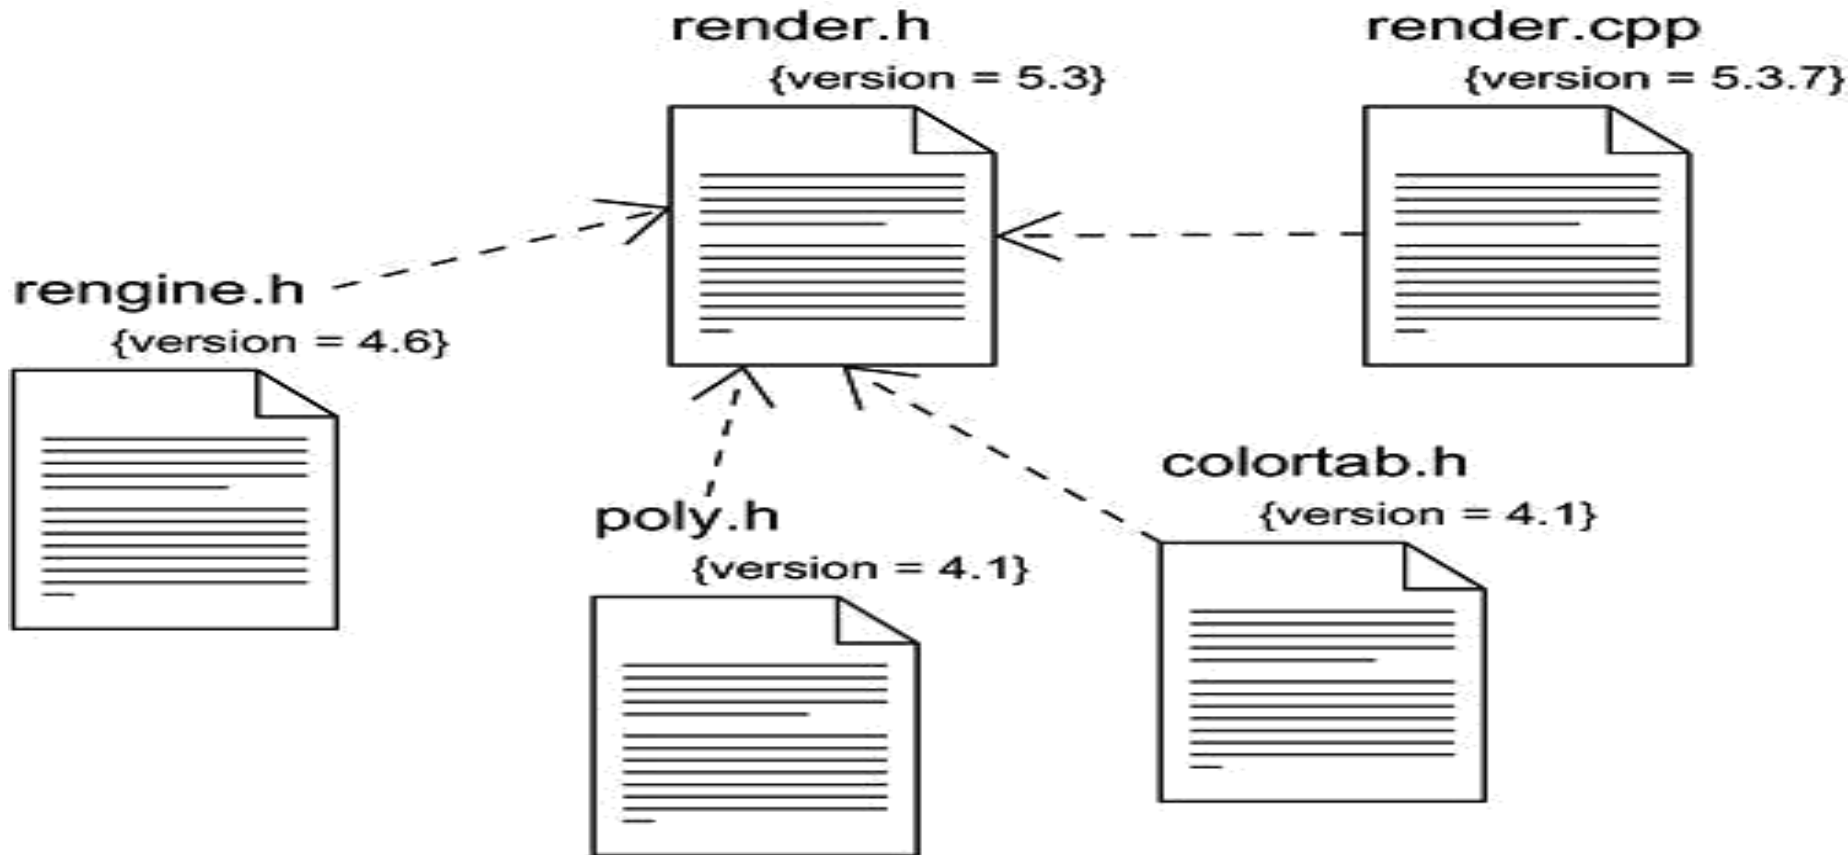 render.h
{version = 5.3}
render.cpp
{version = 5.3.7}
rengine.h
{version = 4.6}
poly.h
{version = 4.1}
colortab.h
{version = 4.1}